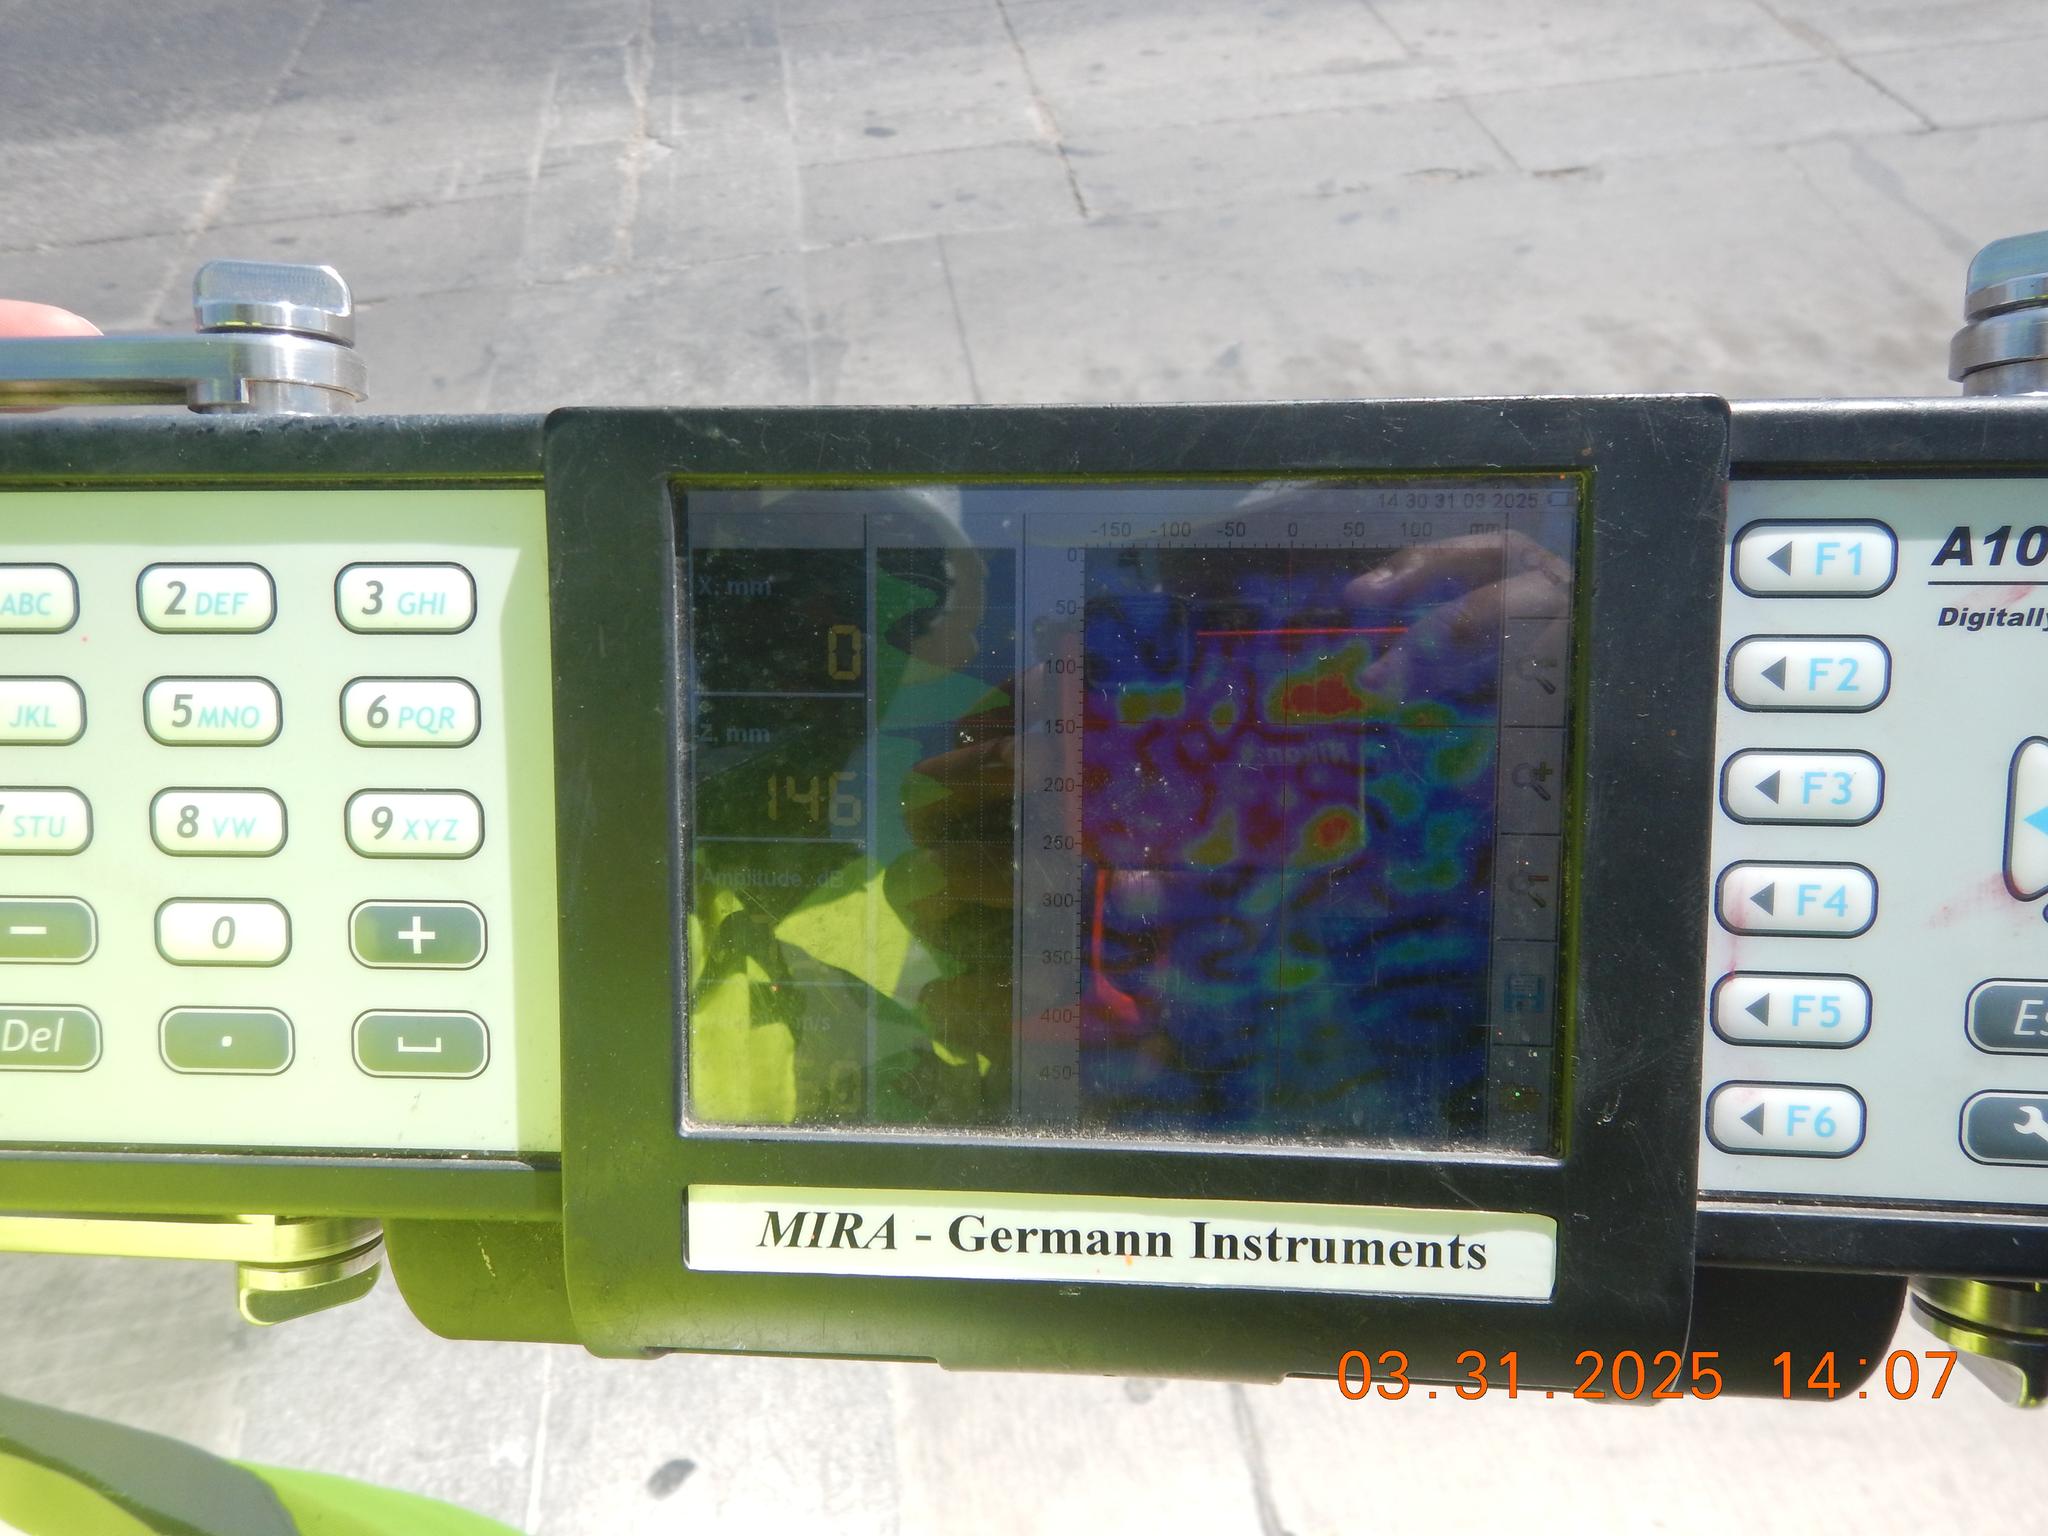 14 30 31 03 2025
-150 -100 -50 0 50 100 mm
0
50
100
150
200
250
300
350
400
450
X, mm
0
Z, mm
146
Amplitude, dB
ABC 2 DEF 3 GHI
JKL 5 MNO 6 PQR
STU 8 VW 9 XYZ
- 0 +
Del .
F1
F2
F3
F4
F5
F6
A10
Digitally
MIRA - Germann Instruments
03.31.2025 14:07